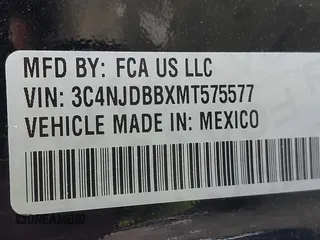 MFD BY: FCA US LLC
VIN: 3C4NJDBBXMT575577
VEHICLE MADE IN: MEXICO